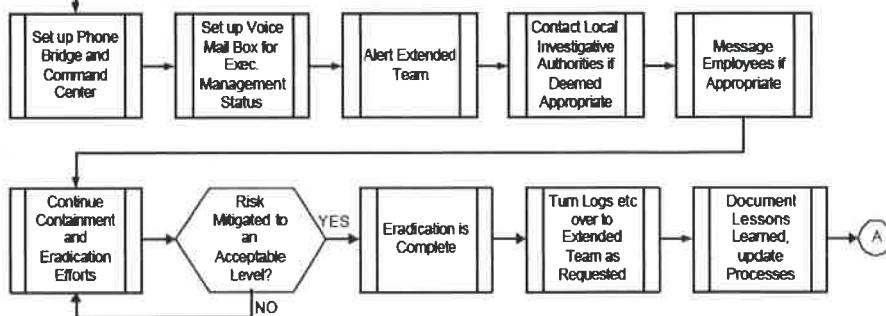 Set up Phone
Bridge and
Command
Center
Set up Voice
Mail Box for
Exec.
Management
Status
Alert Extended
Team
Contact Local
Investigative
Authorities if
Deemed
Appropriate
Message
Employees if
Appropriate
Continue
Containment
and
Eradication
Efforts
Risk
Mitigated to
an
Acceptable
Level?
YES
NO
Eradication is
Complete
Turn Logs etc
over to
Extended
Team as
Requested
Document
Lessons
Learned,
update
Processes
A